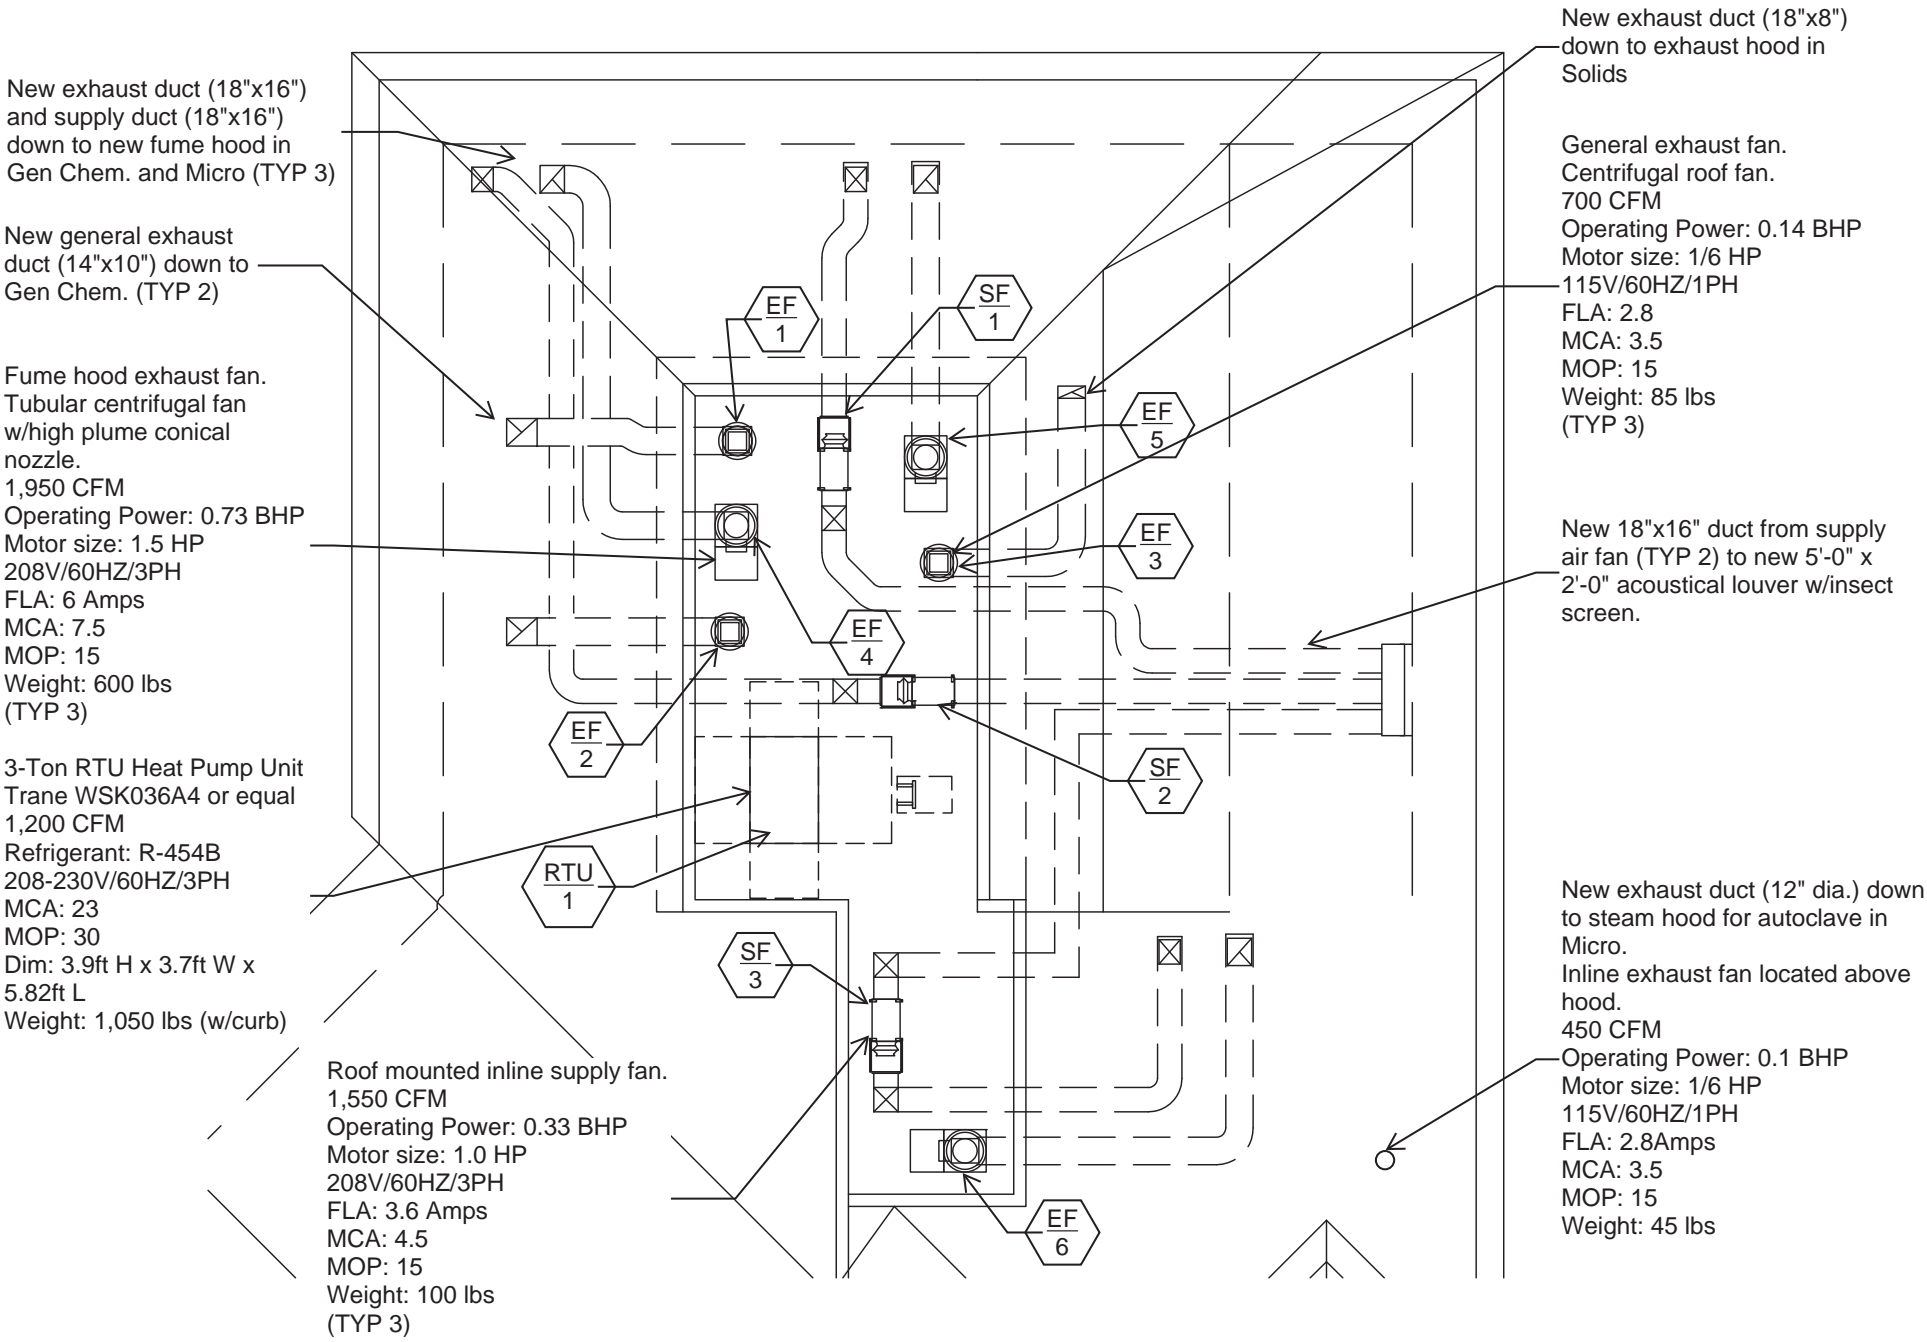 New exhaust duct (18"x16")
and supply duct (18"x16")
down to new fume hood in
Gen Chem. and Micro (TYP 3)
New general exhaust
duct (14"x10") down to
Gen Chem. (TYP 2)
Fume hood exhaust fan.
Tubular centrifugal fan
w/high plume conical
nozzle.
1,950 CFM
Operating Power: 0.73 BHP
Motor size: 1.5 HP
208V/60HZ/3PH
FLA: 6 Amps
MCA: 7.5
MOP: 15
Weight: 600 lbs
(TYP 3)
3-Ton RTU Heat Pump Unit
Trane WSK036A4 or equal
1,200 CFM
Refrigerant: R-454B
208-230V/60HZ/3PH
MCA: 23
MOP: 30
Dim: 3.9ft H x 3.7ft W x
5.82ft L
Weight: 1,050 lbs (w/curb)
Roof mounted inline supply fan.
1,550 CFM
Operating Power: 0.33 BHP
Motor size: 1.0 HP
208V/60HZ/3PH
FLA: 3.6 Amps
MCA: 4.5
MOP: 15
Weight: 100 lbs
(TYP 3)
EF
1
SF
1
EF
5
EF
3
EF
4
EF
2
SF
2
RTU
1
SF
3
EF
6
New exhaust duct (18"x8")
down to exhaust hood in
Solids
General exhaust fan.
Centrifugal roof fan.
700 CFM
Operating Power: 0.14 BHP
Motor size: 1/6 HP
115V/60HZ/1PH
FLA: 2.8
MCA: 3.5
MOP: 15
Weight: 85 lbs
(TYP 3)
New 18"x16" duct from supply
air fan (TYP 2) to new 5'-0" x
2'-0" acoustical louver w/insect
screen.
New exhaust duct (12" dia.) down
to steam hood for autoclave in
Micro.
Inline exhaust fan located above
hood.
450 CFM
Operating Power: 0.1 BHP
Motor size: 1/6 HP
115V/60HZ/1PH
FLA: 2.8Amps
MCA: 3.5
MOP: 15
Weight: 45 lbs